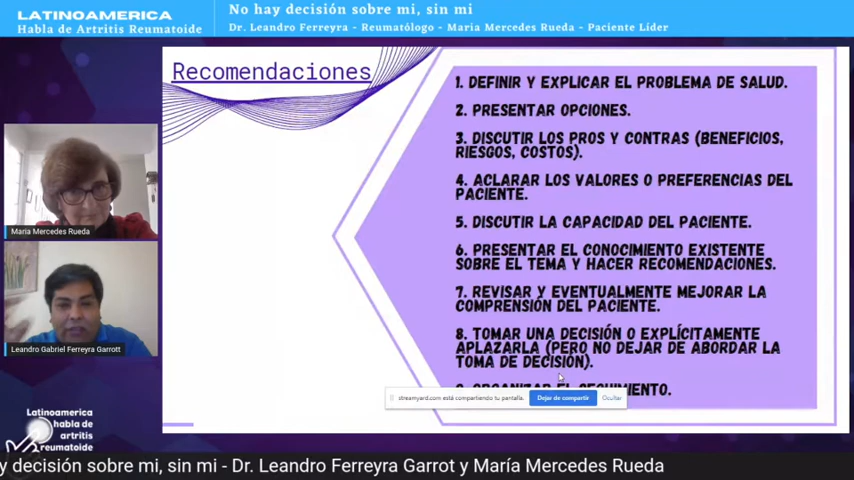 LATINOAMERICA
Habla de Artritis Reumatoide
No hay decisión sobre mi, sin mi
Dr. Leandro Ferreyra - Reumatólogo - Maria Mercedes Rueda - Paciente Líder
Recomendaciones
1. DEFINIR Y EXPLICAR EL PROBLEMA DE SALUD.
2. PRESENTAR OPCIONES.
3. DISCUTIR LOS PROS Y CONTRAS (BENEFICIOS,
RIESGOS, COSTOS).
4. ACLARAR LOS VALORES O PREFERENCIAS DEL
PACIENTE.
5. DISCUTIR LA CAPACIDAD DEL PACIENTE.
6. PRESENTAR EL CONOCIMIENTO EXISTENTE
SOBRE EL TEMA Y HACER RECOMENDACIONES.
7. REVISAR Y EVENTUALMENTE MEJORAR LA
COMPRENSIÓN DEL PACIENTE.
8. TOMAR UNA DECISIÓN O EXPLÍCITAMENTE
APLAZARLA (PERO NO DEJAR DE ABORDAR LA
TOMA DE DECISIÓN).
9. ORGANIZAR EL SEGUIMIENTO.
streamyard.com está compartiendo tu pantalla.
Dejar de compartir
Ocultar
María Mercedes Rueda
Leandro Gabriel Ferreyra Garrott
Latinoamerica
habla de
artritis
reumatoide
y decisión sobre mi, sin mi - Dr. Leandro Ferreyra Garrot y María Mercedes Rueda